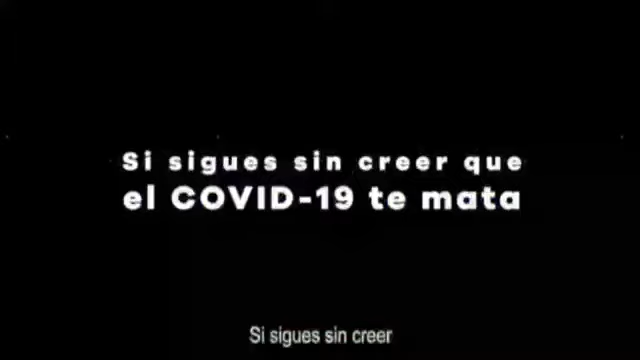 Si sigues sin creer que
el COVID-19 te mata
Si sigues sin creer